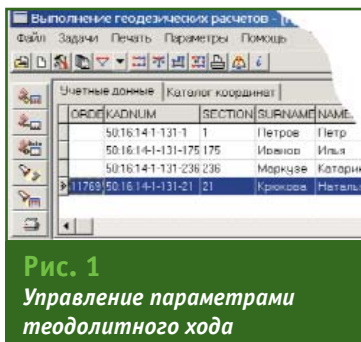 Выполнение геодезических расчетов - [
Файл Задачи Печать Параметры Помощь
Учетные данные Каталог координат
ORDE KADNUM SECTION SURNAME NAME
50:16:14-1-131-1 1 Петров Петр
50:16:14-1-131-175 175 Иванов Илья
50:16:14-1-131-236 236 Маркузе Катари
11769 50:16:14-1-131-21 21 Крюкова Наталь
Рис. 1
Управление параметрами
теодолитного хода